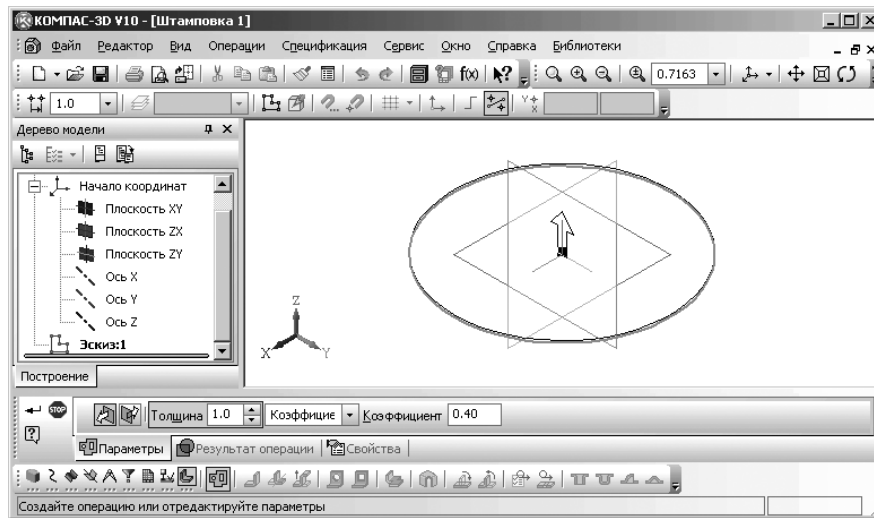 КОМПАС-3D V10 - [Штамповка 1]
Файл Редактор Вид Операции Спецификация Сервис Окно Справка Библиотеки
f(x) ? 0.7163
1.0
Дерево модели
Начало координат
Плоскость XY
Плоскость ZX
Плоскость ZY
Ось X
Ось Y
Ось Z
Эскиз:1
Построение
Z
X Y
STOP Толщина 1.0 Коэффицие Коэффициент 0.40
Параметры Результат операции Свойства
Создайте операцию или отредактируйте параметры